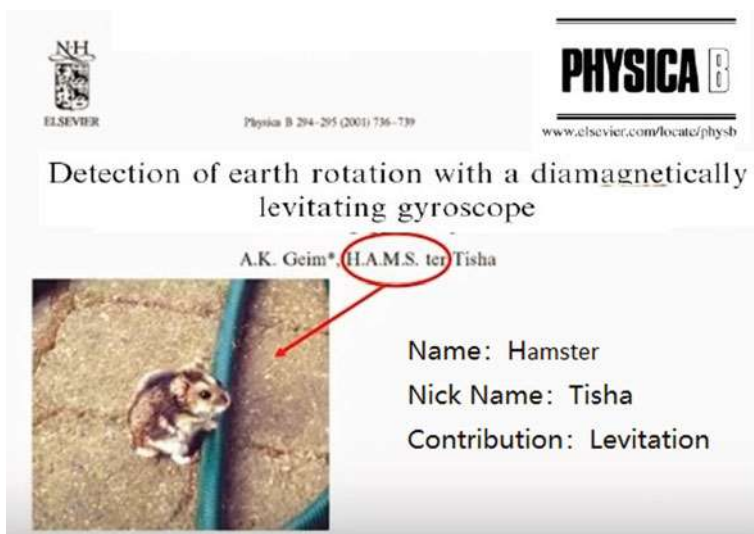 N·H
ELSEVIER
Physica B 294-295 (2001) 736-739
PHYSICA B
www.elsevier.com/locate/physb
Detection of earth rotation with a diamagnetically
levitating gyroscope
A.K. Geim*, H.A.M.S. ter Tisha
Name: Hamster
Nick Name: Tisha
Contribution: Levitation